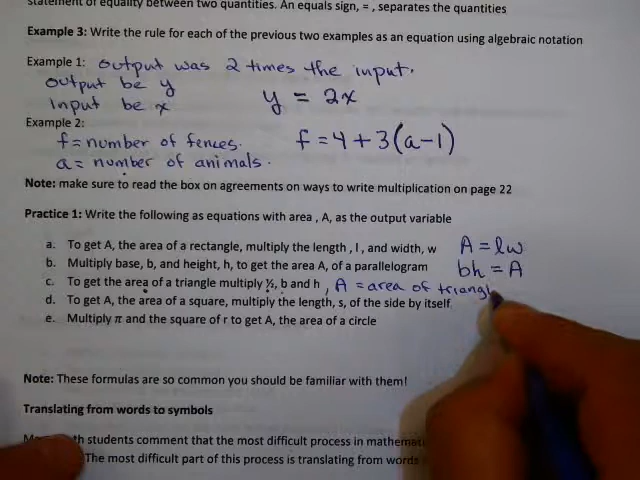 statement of equality between two quantities. An equals sign, = , separates the quantities
Example 3: Write the rule for each of the previous two examples as an equation using algebraic notation
Example 1: output was 2 times the input.
output be y
input be x y = 2x
Example 2:
f = number of fences. f = 4 + 3(a-1)
a = number of animals.
Note: make sure to read the box on agreements on ways to write multiplication on page 22
Practice 1: Write the following as equations with area , A, as the output variable
a. To get A, the area of a rectangle, multiply the length , l , and width, w A = lw
b. Multiply base, b, and height, h, to get the area A, of a parallelogram bh = A
c. To get the area of a triangle multiply ½, b and h , A = area of triangl
d. To get A, the area of a square, multiply the length, s, of the side by itself
e. Multiply π and the square of r to get A, the area of a circle
Note: These formulas are so common you should be familiar with them!
Translating from words to symbols
students comment that the most difficult process in mathemati
The most difficult part of this process is translating from words